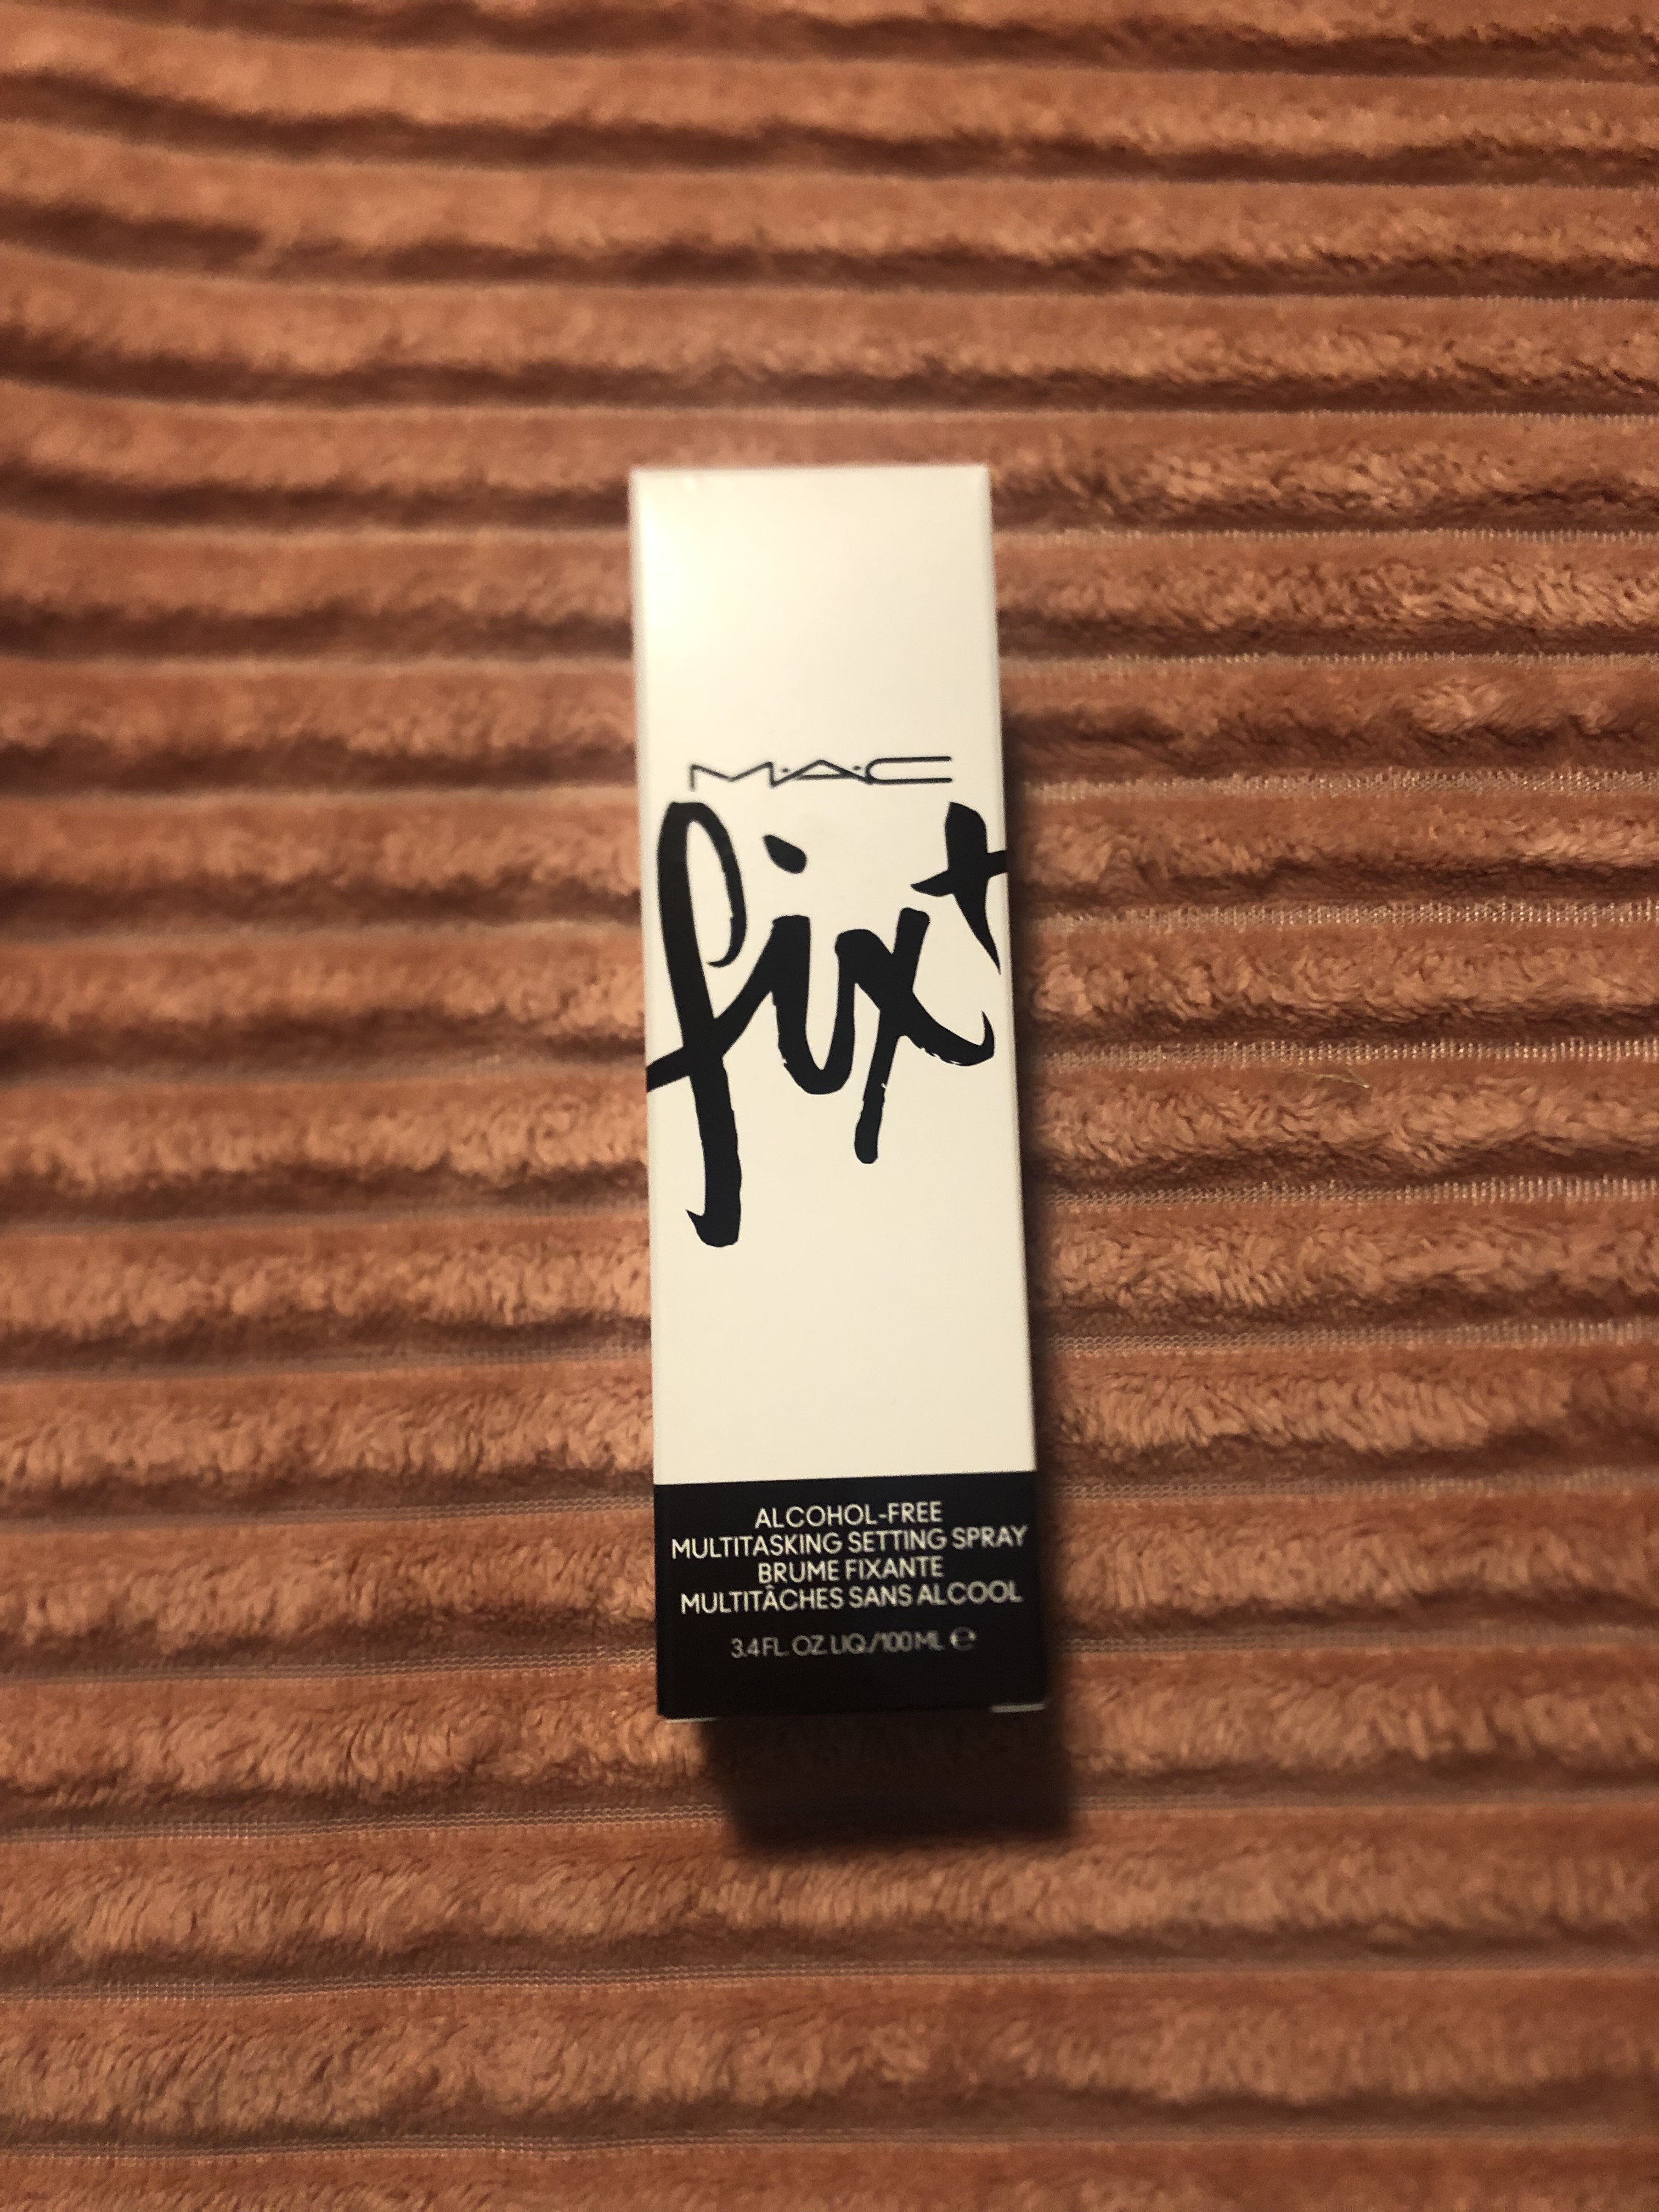 M·A·C
fix+
ALCOHOL-FREE
MULTITASKING SETTING SPRAY
BRUME FIXANTE
MULTITÂCHES SANS ALCOOL
3.4 FL. OZ. LIQ./100 ML ℮